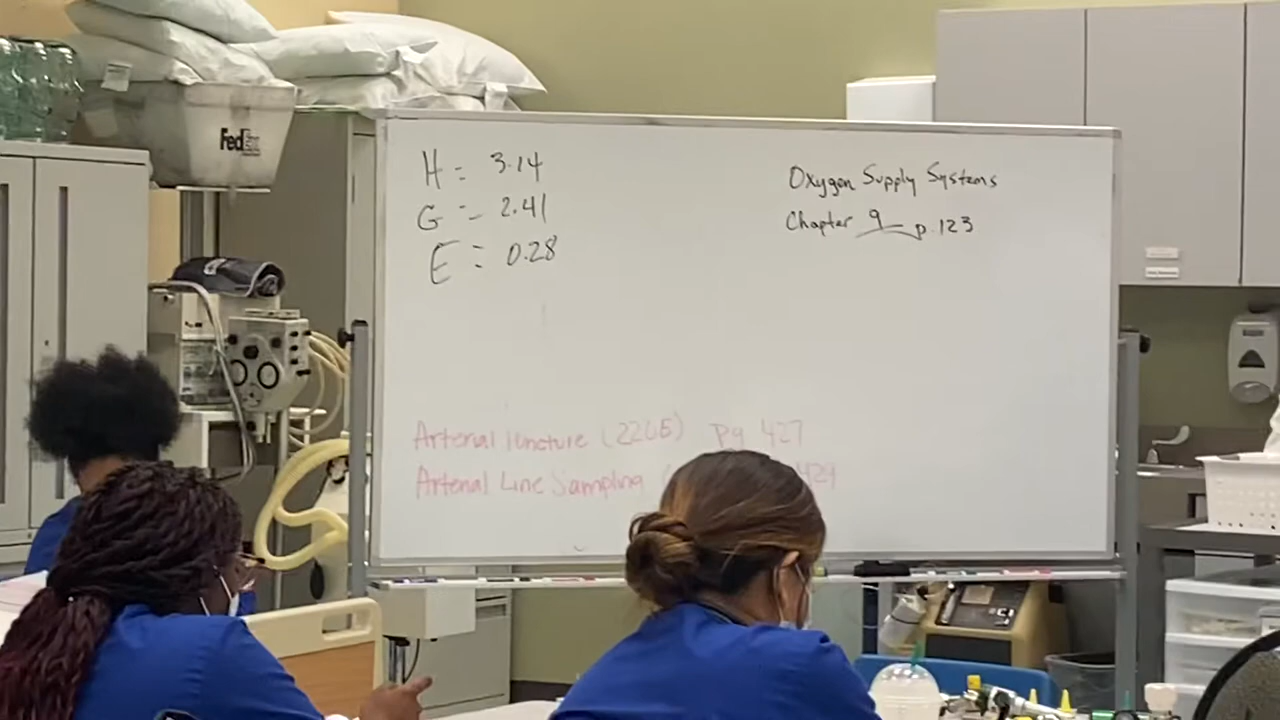 FedEx
H = 3.14
G = 2.41
E = 0.28
Oxygen Supply Systems
Chapter 9 p.123
Arterial Puncture (2205) Pg 427
Arterial Line Sampling ( 429